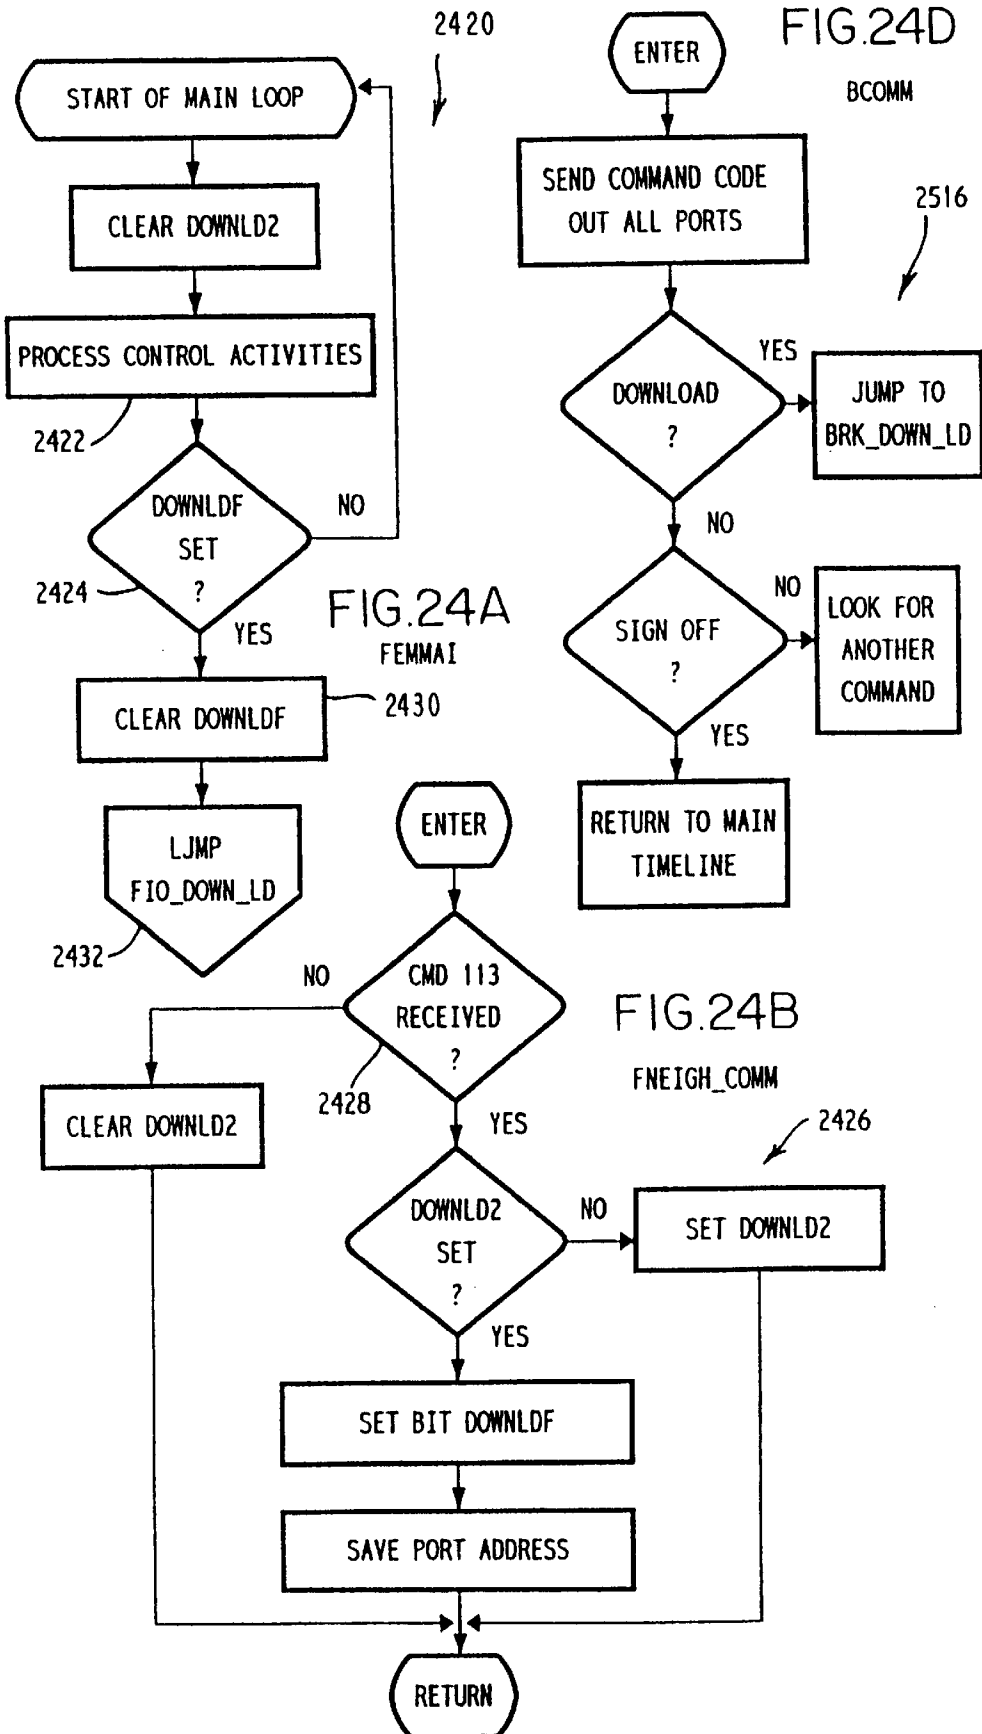 2420
START OF MAIN LOOP
CLEAR DOWNLD2
PROCESS CONTROL ACTIVITIES
2422
DOWNLDF
SET
?
NO
2424
YES
FIG.24A
FEMMAI
CLEAR DOWNLDF
2430
LJMP
FIO_DOWN_LD
2432
FIG.24D
BCOMM
ENTER
SEND COMMAND CODE
OUT ALL PORTS
2516
DOWNLOAD
?
YES
JUMP TO
BRK_DOWN_LD
NO
SIGN OFF
?
NO
LOOK FOR
ANOTHER
COMMAND
YES
RETURN TO MAIN
TIMELINE
ENTER
CMD 113
RECEIVED
?
NO
2428
FIG.24B
FNEIGH_COMM
CLEAR DOWNLD2
YES
2426
DOWNLD2
SET
?
NO
SET DOWNLD2
YES
SET BIT DOWNLDF
SAVE PORT ADDRESS
RETURN